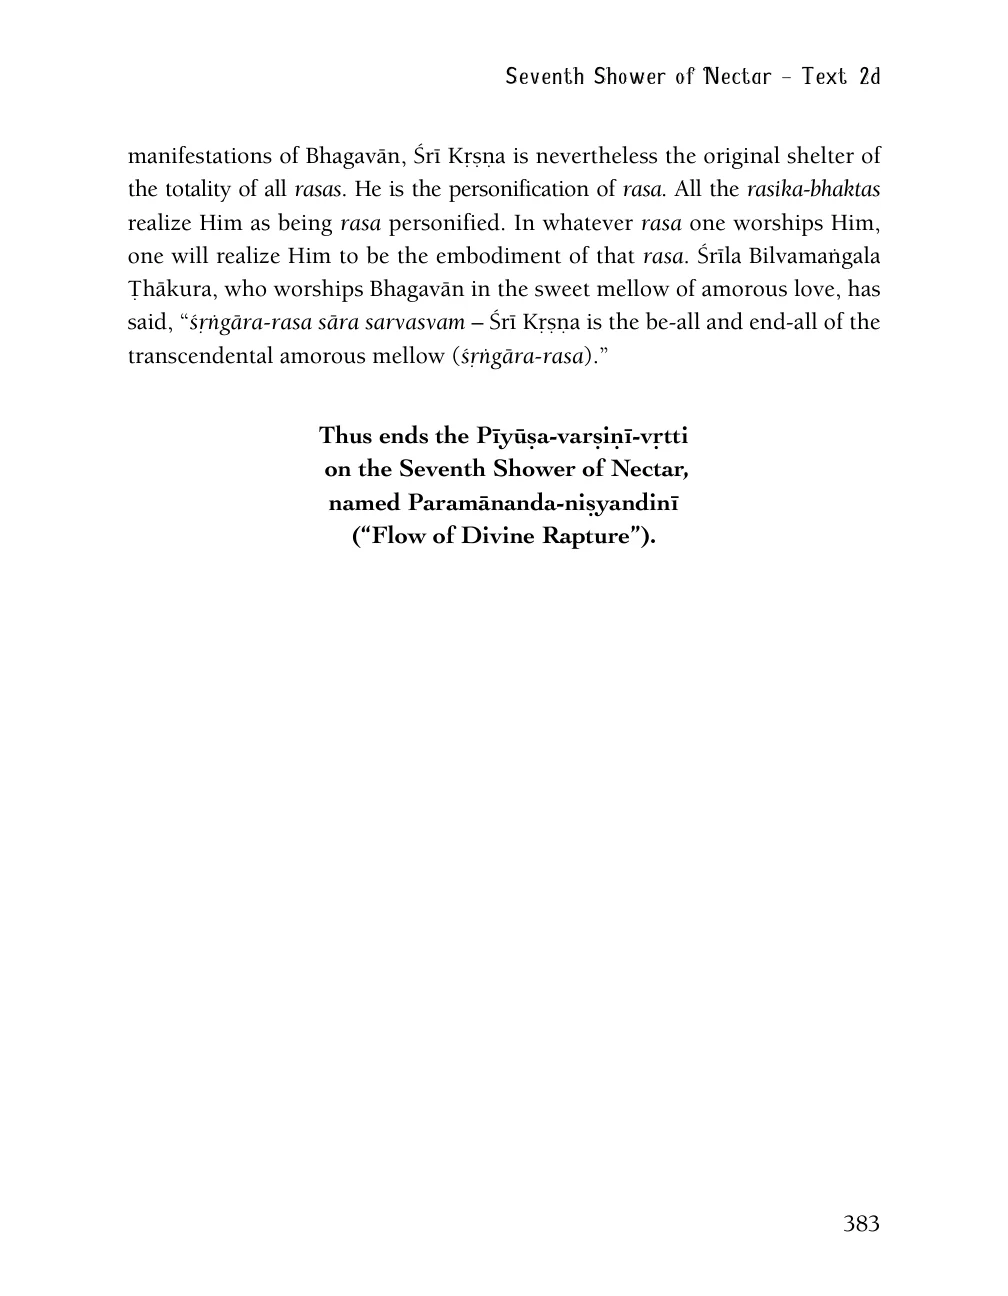 Seventh Shower of Nectar – Text 2d
manifestations of Bhagavān, Śrī Kṛṣṇa is nevertheless the original shelter of
the totality of all rasas. He is the personification of rasa. All the rasika-bhaktas
realize Him as being rasa personified. In whatever rasa one worships Him,
one will realize Him to be the embodiment of that rasa. Śrīla Bilvamaṅgala
Ṭhākura, who worships Bhagavān in the sweet mellow of amorous love, has
said, “śṛṅgāra-rasa sāra sarvasvam – Śrī Kṛṣṇa is the be-all and end-all of the
transcendental amorous mellow (śṛṅgāra-rasa).”
Thus ends the Pīyūṣa-varṣiṇī-vṛtti
on the Seventh Shower of Nectar,
named Paramānanda-niṣyandinī
(“Flow of Divine Rapture”).
383